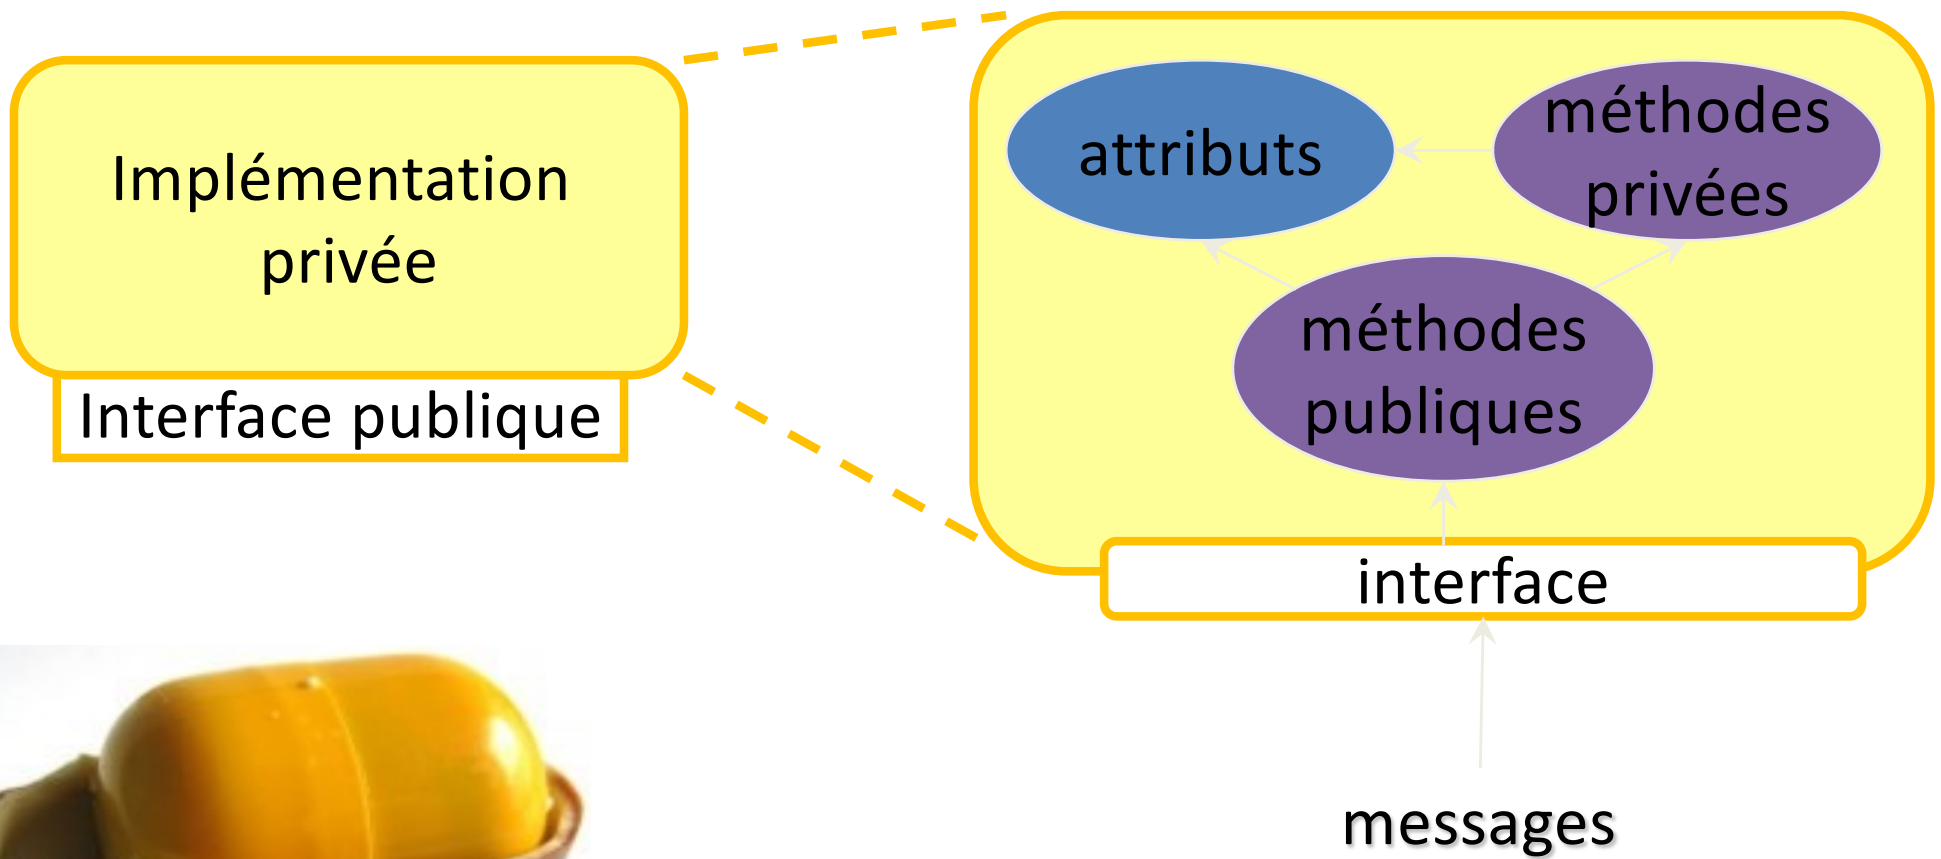 Implémentation
privée
Interface publique
attributs
méthodes
privées
méthodes
publiques
interface
messages